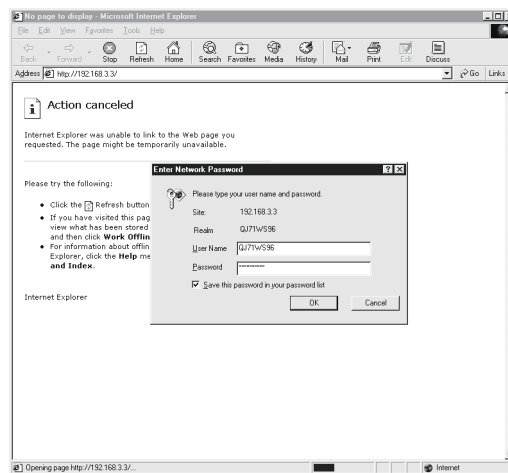 No page to display - Microsoft Internet Explorer
File Edit View Favorites Tools Help
Back Forward Stop Refresh Home Search Favorites Media History Mail Print Edit Discuss
Address http://192.168.3.3/ Go Links
Action canceled
Internet Explorer was unable to link to the Web page you
requested. The page might be temporarily unavailable.
Please try the following:
Click the Refresh button
If you have visited this pag
view what has been stored
and then click Work Offlin
For information about offlin
Explorer, click the Help me
and Index.
Internet Explorer
Enter Network Password
Please type your user name and password.
Site: 192.168.3.3
Realm QJ71WS96
User Name QJ71WS96
Password
Save this password in your password list
OK Cancel
Opening page http://192.168.3.3/... Internet